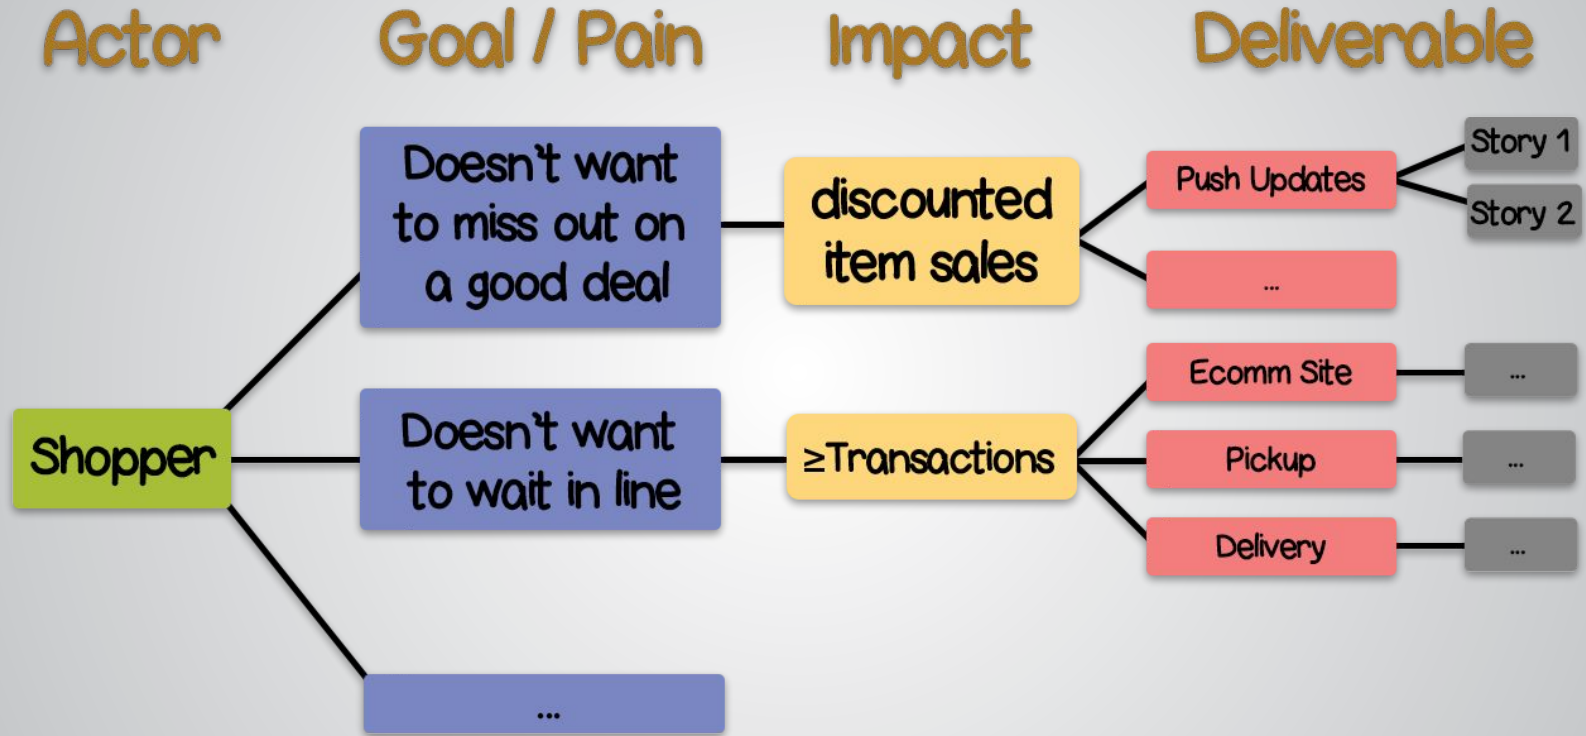 Actor
Goal / Pain
Impact
Deliverable
Shopper
Doesn't want
to miss out on
a good deal
discounted
item sales
Push Updates
Story 1
Story 2
...
Doesn't want
to wait in line
≥Transactions
Ecomm Site
...
Pickup
...
Delivery
...
...